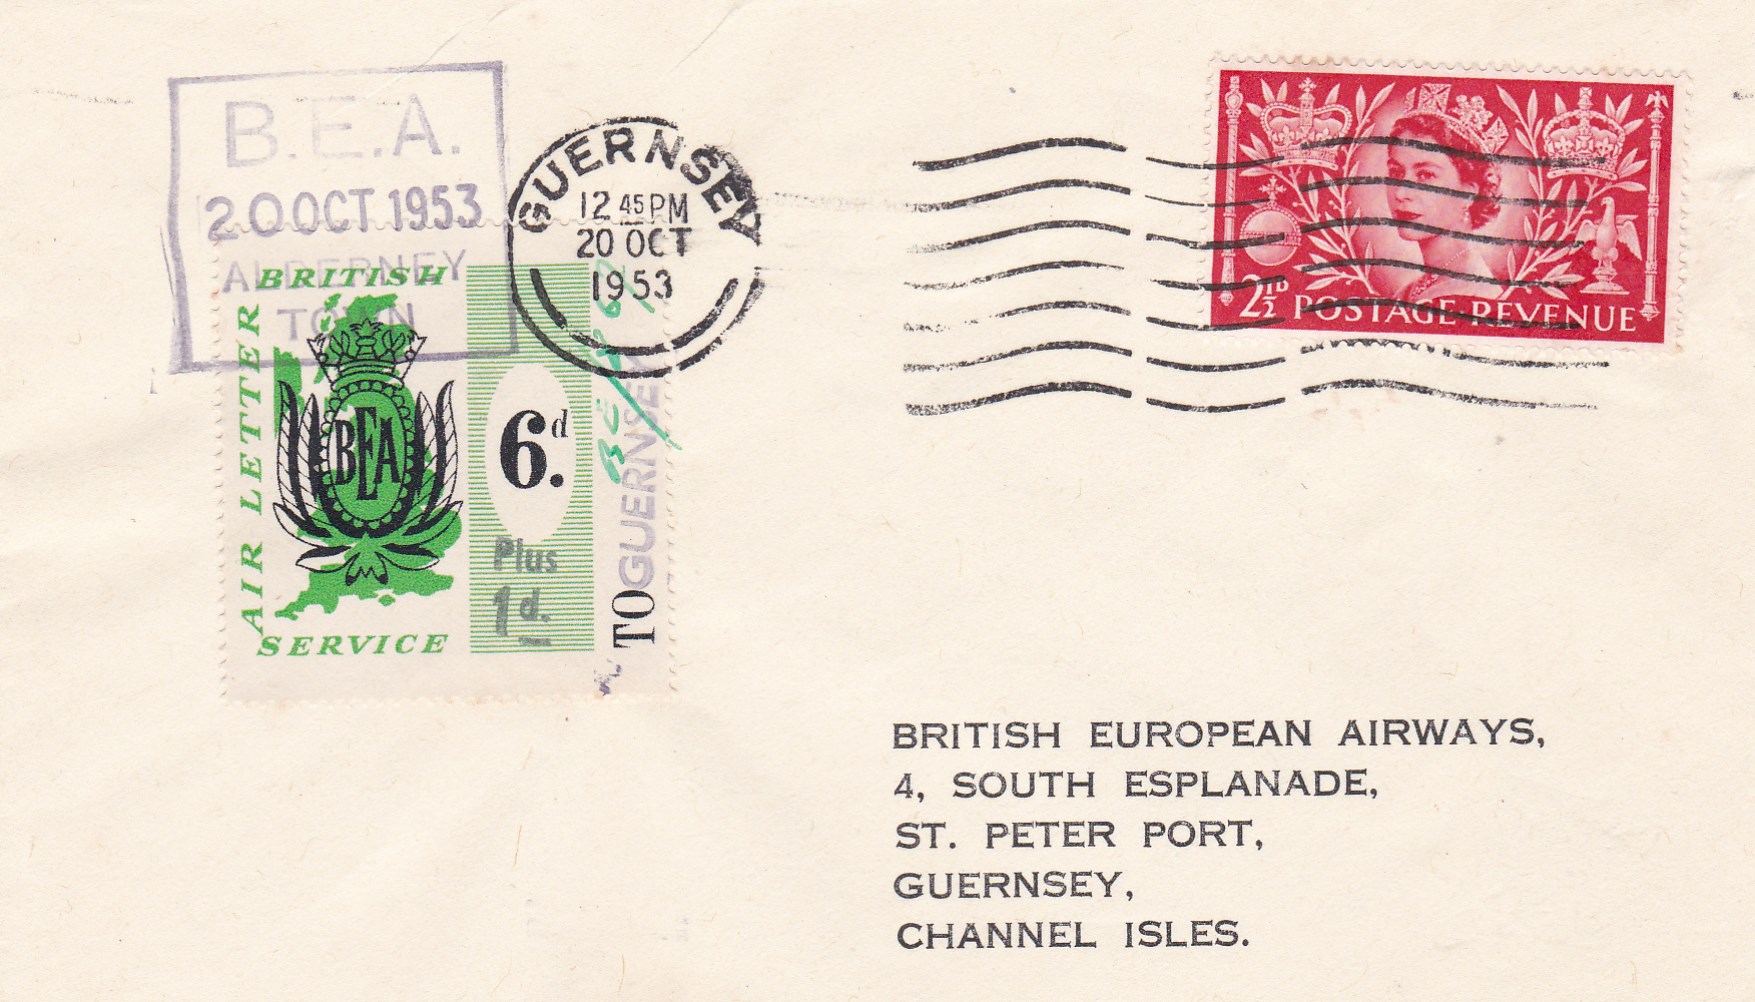 B.E.A.
20 OCT 1953
ALDERNEY
TOWN
GUERNSEY
12 45 PM
20 OCT
1953
2½D POSTAGE REVENUE
BRITISH
AIR LETTER
SERVICE
BEA
6d.
Plus
1d.
TO GUERNSEY
BRITISH EUROPEAN AIRWAYS,
4, SOUTH ESPLANADE,
ST. PETER PORT,
GUERNSEY,
CHANNEL ISLES.